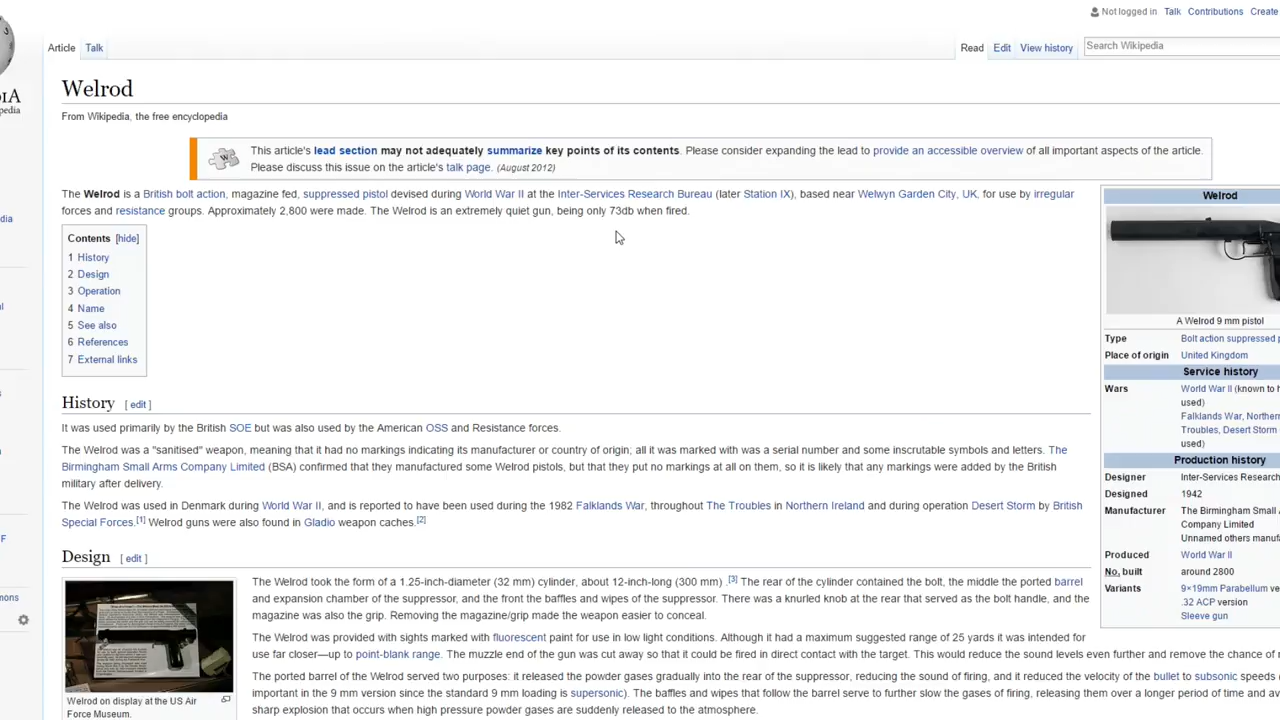 Not logged in Talk Contributions Create
Article Talk
Read Edit View history
Search Wikipedia
Welrod
From Wikipedia, the free encyclopedia
This article's lead section may not adequately summarize key points of its contents. Please consider expanding the lead to provide an accessible overview of all important aspects of the article.
Please discuss this issue on the article's talk page. (August 2012)
The Welrod is a British bolt action, magazine fed, suppressed pistol devised during World War II at the Inter-Services Research Bureau (later Station IX), based near Welwyn Garden City, UK, for use by irregular
forces and resistance groups. Approximately 2,800 were made. The Welrod is an extremely quiet gun, being only 73db when fired.
Contents [hide]
1 History
2 Design
3 Operation
4 Name
5 See also
6 References
7 External links
History [ edit ]
It was used primarily by the British SOE but was also used by the American OSS and Resistance forces.
The Welrod was a "sanitised" weapon, meaning that it had no markings indicating its manufacturer or country of origin; all it was marked with was a serial number and some inscrutable symbols and letters. The
Birmingham Small Arms Company Limited (BSA) confirmed that they manufactured some Welrod pistols, but that they put no markings at all on them, so it is likely that any markings were added by the British
military after delivery.
The Welrod was used in Denmark during World War II, and is reported to have been used during the 1982 Falklands War, throughout The Troubles in Northern Ireland and during operation Desert Storm by British
Special Forces.[1] Welrod guns were also found in Gladio weapon caches.[2]
Design [ edit ]
The Welrod took the form of a 1.25-inch-diameter (32 mm) cylinder, about 12-inch-long (300 mm) .[3] The rear of the cylinder contained the bolt, the middle the ported barrel
and expansion chamber of the suppressor, and the front the baffles and wipes of the suppressor. There was a knurled knob at the rear that served as the bolt handle, and the
magazine was also the grip. Removing the magazine/grip made the weapon easier to conceal.
The Welrod was provided with sights marked with fluorescent paint for use in low light conditions. Although it had a maximum suggested range of 25 yards it was intended for
use far closer—up to point-blank range. The muzzle end of the gun was cut away so that it could be fired in direct contact with the target. This would reduce the sound levels even further and remove the chance of
The ported barrel of the Welrod served two purposes: it released the powder gases gradually into the rear of the suppressor, reducing the sound of firing, and it reduced the velocity of the bullet to subsonic speeds
important in the 9 mm version since the standard 9 mm loading is supersonic). The baffles and wipes that follow the barrel serve to further slow the gases of firing, releasing them over a longer period of time and
sharp explosion that occurs when high pressure powder gases are suddenly released to the atmosphere.
Welrod on display at the US Air
Force Museum.
Welrod
A Welrod 9 mm pistol
Type Bolt action suppressed
Place of origin United Kingdom
Service history
Wars World War II (known to
used)
Falklands War, Northern
Troubles, Desert Storm
used)
Production history
Designer Inter-Services Research
Designed 1942
Manufacturer The Birmingham Small
Company Limited
Unnamed others
Produced World War II
No. built around 2800
Variants 9×19mm Parabellum
.32 ACP version
Sleeve gun